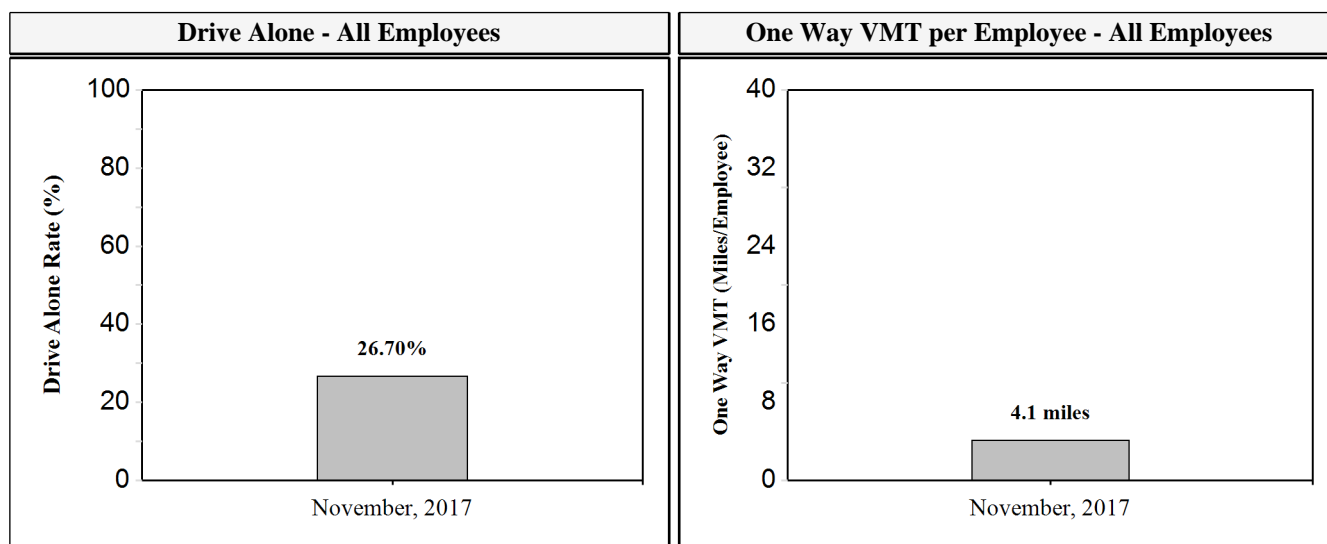 Drive Alone - All Employees
One Way VMT per Employee - All Employees
Drive Alone Rate (%)
100
80
60
40
20
0
26.70%
November, 2017
One Way VMT (Miles/Employee)
40
32
24
16
8
0
4.1 miles
November, 2017